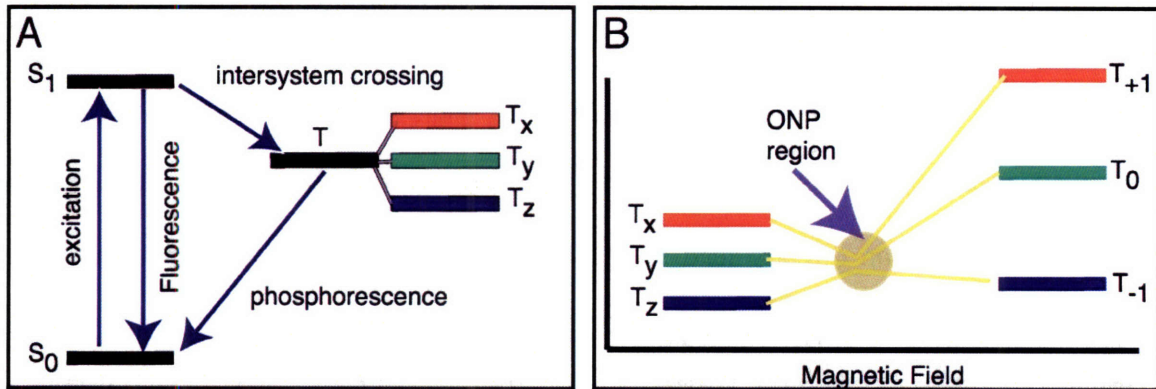 A
S1
intersystem crossing
T
Tx
Ty
Tz
excitation
Fluorescence
phosphorescence
S0
B
ONP
region
T+1
T0
T-1
Tx
Ty
Tz
Magnetic Field